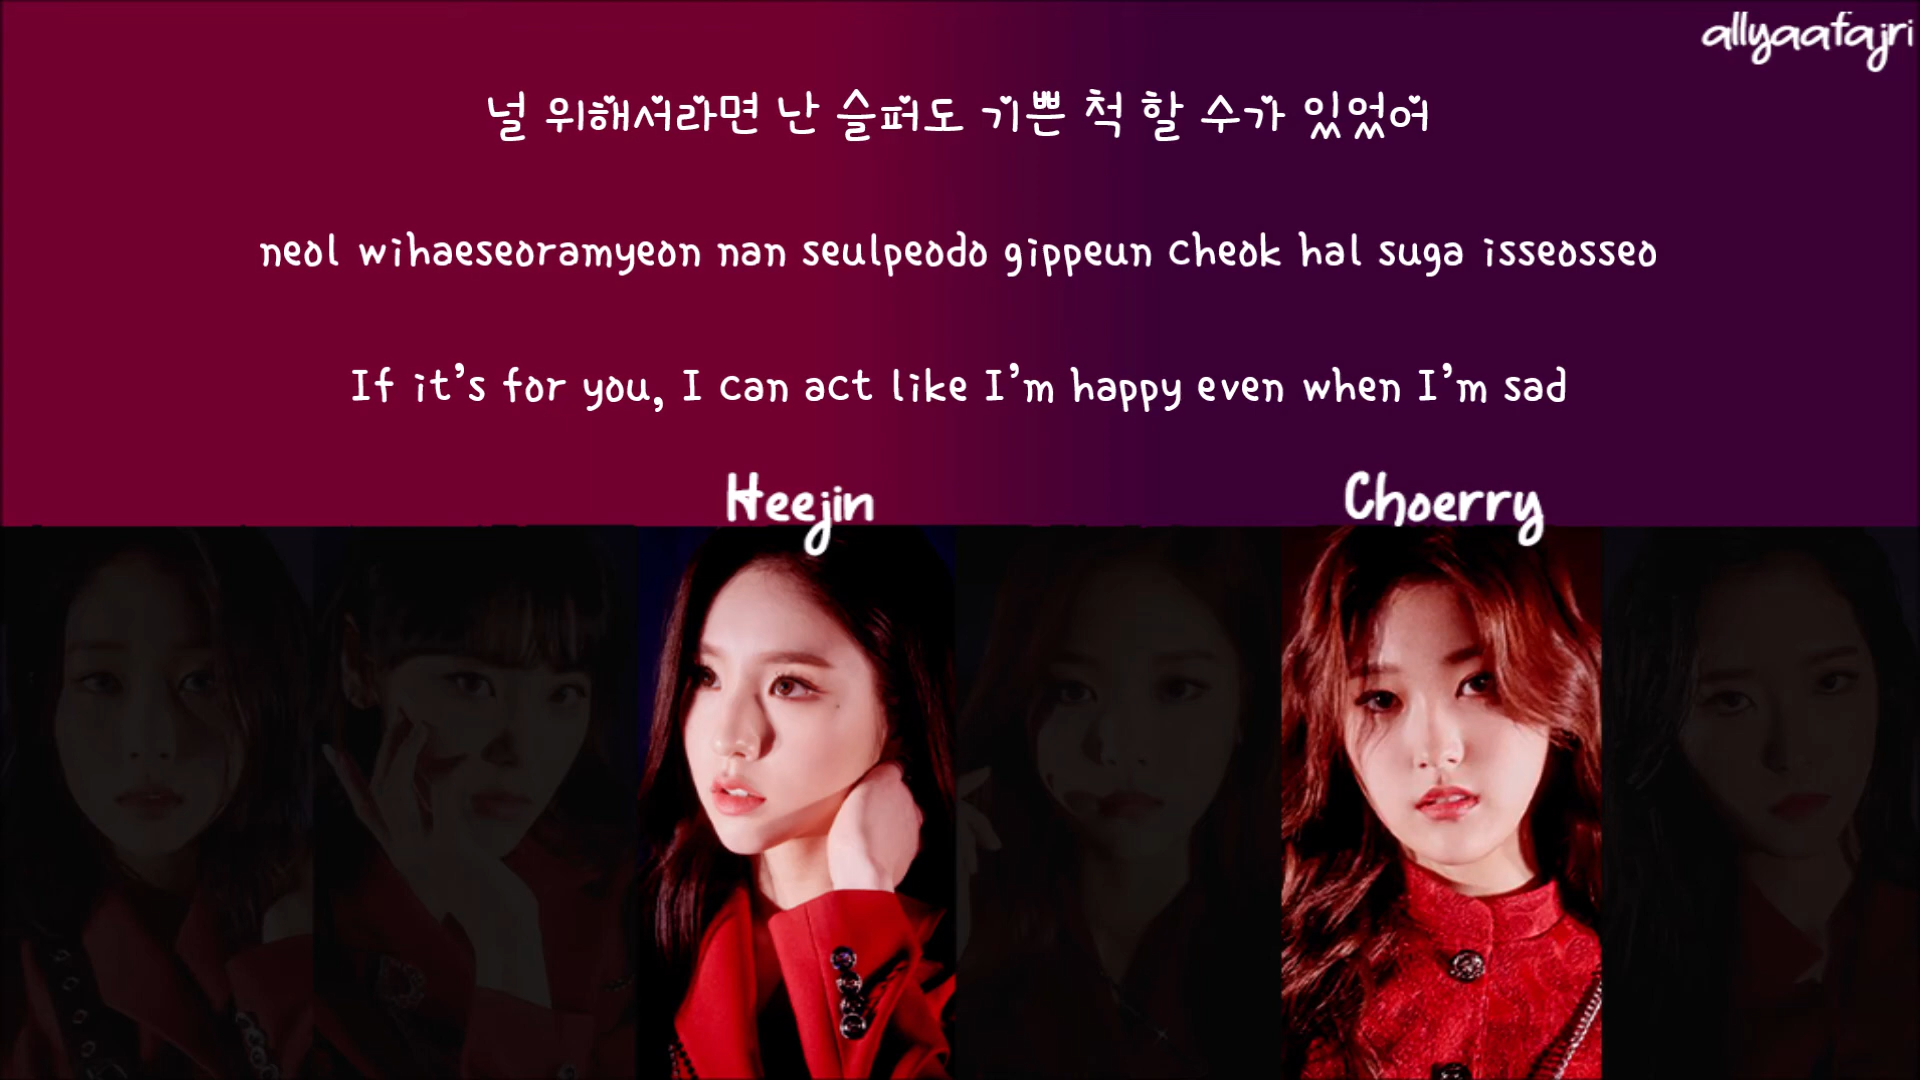 allyaafajri
널 위해서라면 난 슬퍼도 기쁜 척 할 수가 있었어
neol wihaeseoramyeon nan seulpeodo gippeun cheok hal suga isseosseo
If it's for you, I can act like I'm happy even when I'm sad
Heejin
Choerry